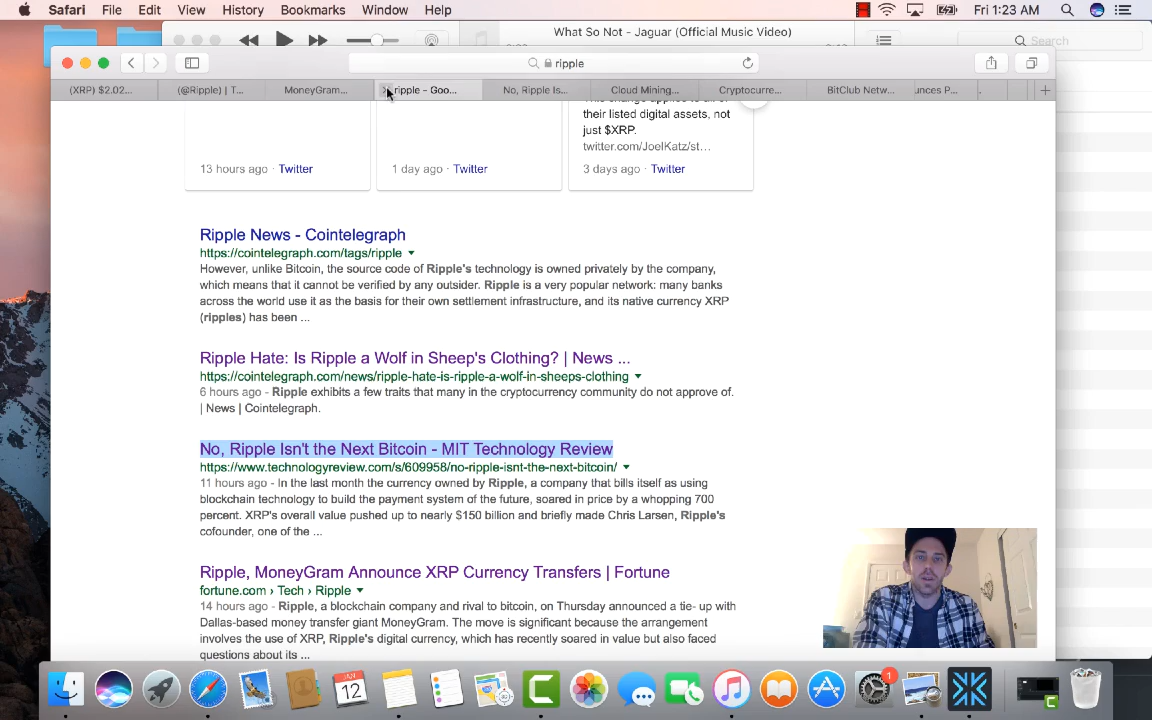 Safari File Edit View History Bookmarks Window Help Fri 1:23 AM
What So Not - Jaguar (Official Music Video)
Search
ripple
(XRP) $2.02... (@Ripple) | T... MoneyGram... ripple - Goo... No, Ripple Is... Cloud Mining... Cryptocurre... BitClub Netw... unces P...
This change applies to all of
their listed digital assets, not
just $XRP.
twitter.com/JoelKatz/st...
13 hours ago · Twitter 1 day ago · Twitter 3 days ago · Twitter
Ripple News - Cointelegraph
https://cointelegraph.com/tags/ripple
However, unlike Bitcoin, the source code of Ripple's technology is owned privately by the company,
which means that it cannot be verified by any outsider. Ripple is a very popular network: many banks
across the world use it as the basis for their own settlement infrastructure, and its native currency XRP
(ripples) has been ...
Ripple Hate: Is Ripple a Wolf in Sheep's Clothing? | News ...
https://cointelegraph.com/news/ripple-hate-is-ripple-a-wolf-in-sheeps-clothing
6 hours ago - Ripple exhibits a few traits that many in the cryptocurrency community do not approve of.
| News | Cointelegraph.
No, Ripple Isn't the Next Bitcoin - MIT Technology Review
https://www.technologyreview.com/s/609958/no-ripple-isnt-the-next-bitcoin/
11 hours ago - In the last month the currency owned by Ripple, a company that bills itself as using
blockchain technology to build the payment system of the future, soared in price by a whopping 700
percent. XRP's overall value pushed up to nearly $150 billion and briefly made Chris Larsen, Ripple's
cofounder, one of the ...
Ripple, MoneyGram Announce XRP Currency Transfers | Fortune
fortune.com › Tech › Ripple
14 hours ago - Ripple, a blockchain company and rival to bitcoin, on Thursday announced a tie- up with
Dallas-based money transfer giant MoneyGram. The move is significant because the arrangement
involves the use of XRP, Ripple's digital currency, which has recently soared in value but also faced
questions about its ...
JAN
12
1